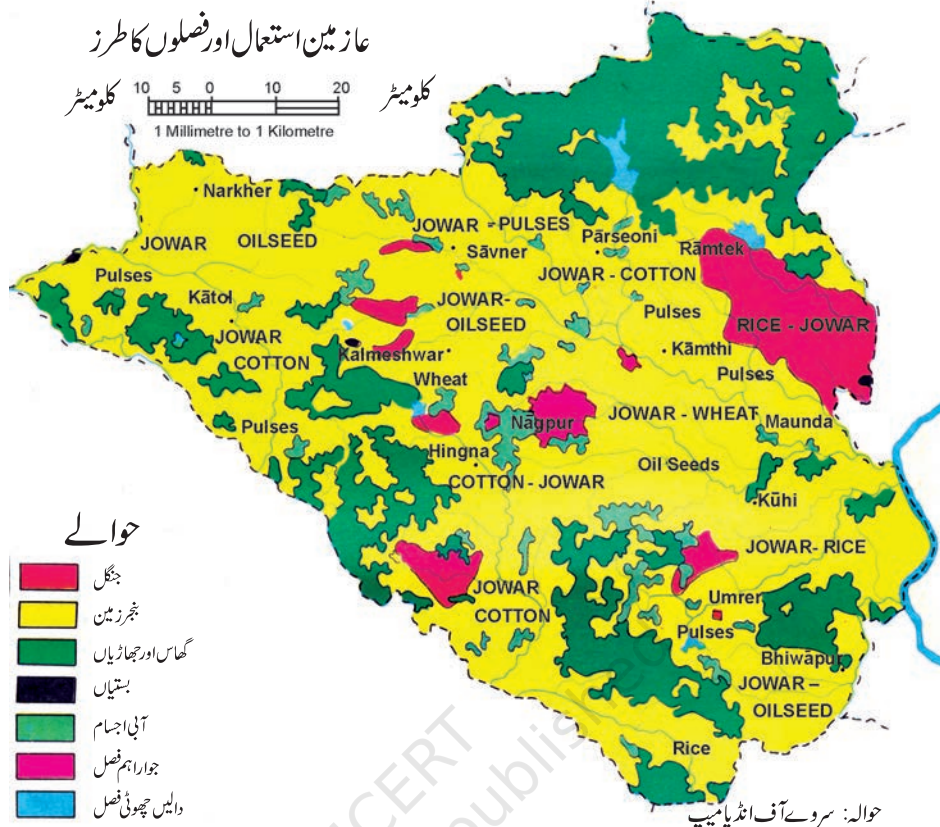 عاز مین استعمال اور فصلوں کا طرز
کلومیٹر 10 5 0 10 20 کلومیٹر
1 Millimetre to 1 Kilometre
Narkher
JOWAR - PULSES
JOWAR OILSEED
Sāvner
Pārseoni
Rāmtek
Pulses
JOWAR - COTTON
Kātol
JOWAR-
OILSEED
Pulses
RICE - JOWAR
JOWAR
COTTON
Kalmeshwar
Kāmthi
Wheat
Pulses
Pulses
Nāgpur
JOWAR - WHEAT
Maunda
Hingna
Oil Seeds
COTTON - JOWAR
Kūhi
JOWAR- RICE
JOWAR
COTTON
Umrer
Pulses
Bhiwāpur
JOWAR –
OILSEED
Rice
حوالے
جنگل
بنجر زمین
گھاس اور جھاڑیاں
بستیاں
آبی اجسام
جوار اہم فصل
دالیں چھوٹی فصل
حوالہ: سروے آف انڈیا میپ
NCERT
published